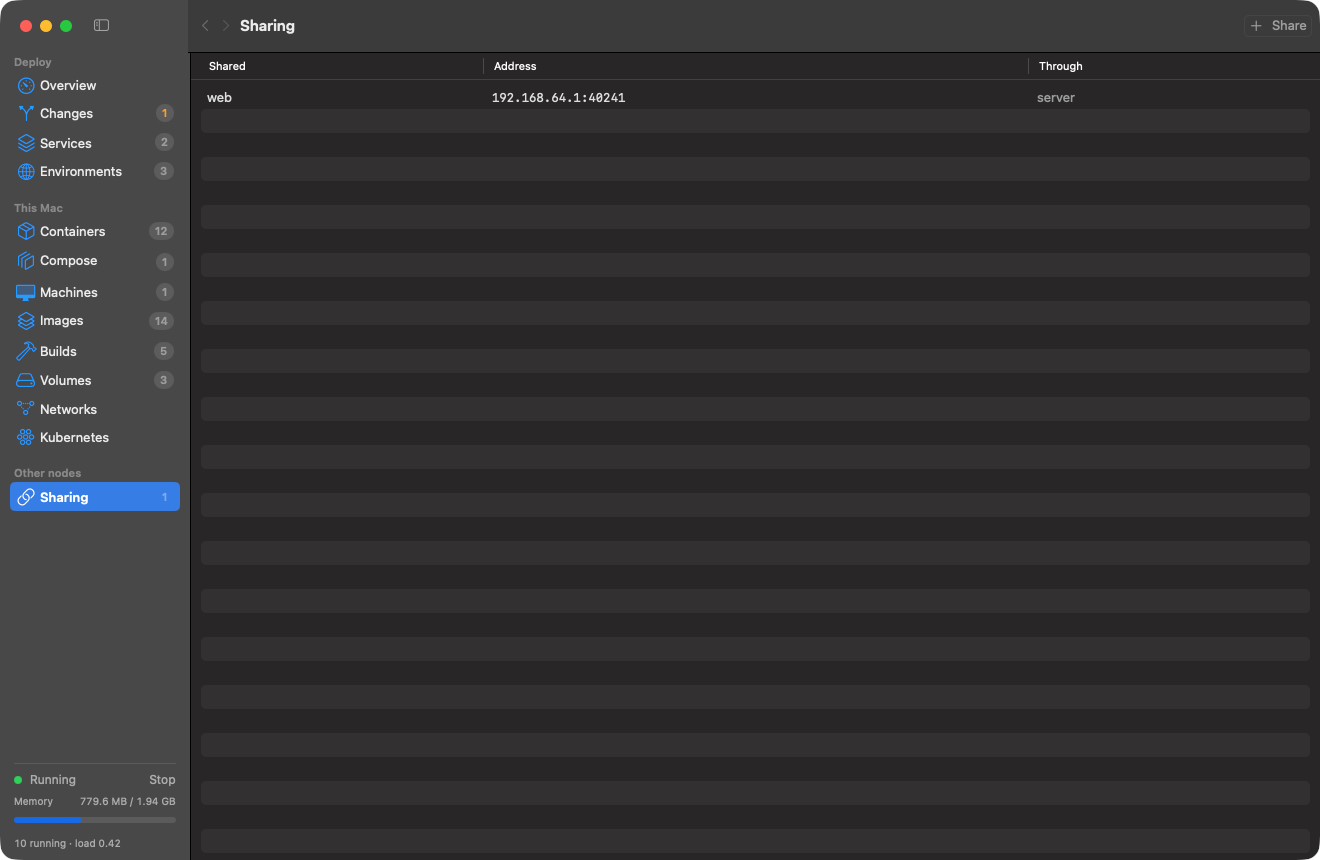 Sharing
Share
Deploy
Overview
Changes 1
Services 2
Environments 3
This Mac
Containers 12
Compose 1
Machines 1
Images 14
Builds 5
Volumes 3
Networks
Kubernetes
Other nodes
Sharing 1
Running Stop
Memory 779.6 MB / 1.94 GB
10 running · load 0.42
Shared Address Through
web 192.168.64.1:40241 server